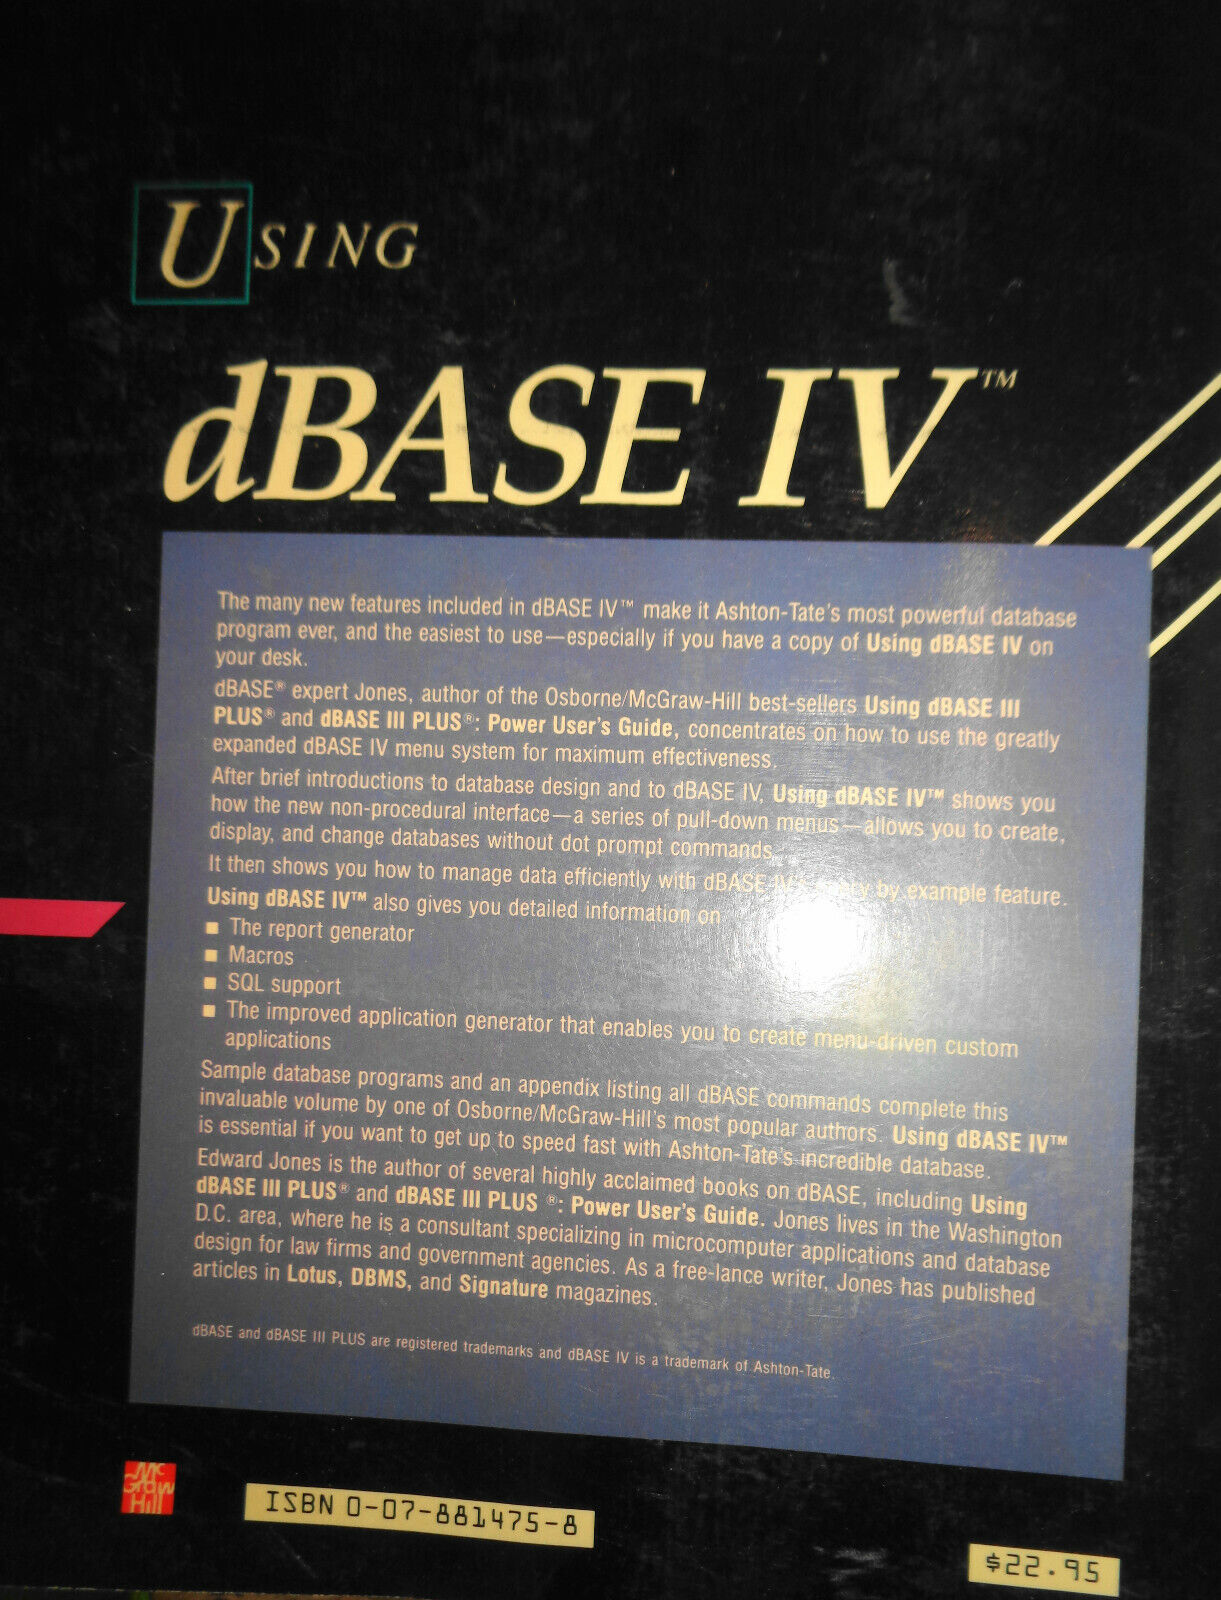 USING
dBASE IV™
The many new features included in dBASE IV™ make it Ashton-Tate's most powerful database
program ever, and the easiest to use—especially if you have a copy of Using dBASE IV on
your desk.
dBASE® expert Jones, author of the Osborne/McGraw-Hill best-sellers Using dBASE III
PLUS® and dBASE III PLUS®: Power User's Guide, concentrates on how to use the greatly
expanded dBASE IV menu system for maximum effectiveness.
After brief introductions to database design and to dBASE IV, Using dBASE IV™ shows you
how the new non-procedural interface—a series of pull-down menus—allows you to create,
display, and change databases without dot prompt commands.
It then shows you how to manage data efficiently with dBASE IV's by example feature.
Using dBASE IV™ also gives you detailed information on
■ The report generator
■ Macros
■ SQL support
■ The improved application generator that enables you to create menu-driven custom
applications
Sample database programs and an appendix listing all dBASE commands complete this
invaluable volume by one of Osborne/McGraw-Hill's most popular authors. Using dBASE IV™
is essential if you want to get up to speed fast with Ashton-Tate's incredible database.
Edward Jones is the author of several highly acclaimed books on dBASE, including Using
dBASE III PLUS® and dBASE III PLUS ®: Power User's Guide. Jones lives in the Washington
D.C. area, where he is a consultant specializing in microcomputer applications and database
design for law firms and government agencies. As a free-lance writer, Jones has published
articles in Lotus, DBMS, and Signature magazines.
dBASE and dBASE III PLUS are registered trademarks and dBASE IV is a trademark of Ashton-Tate.
Mc
Graw
Hill
ISBN 0-07-881475-8
$22.95